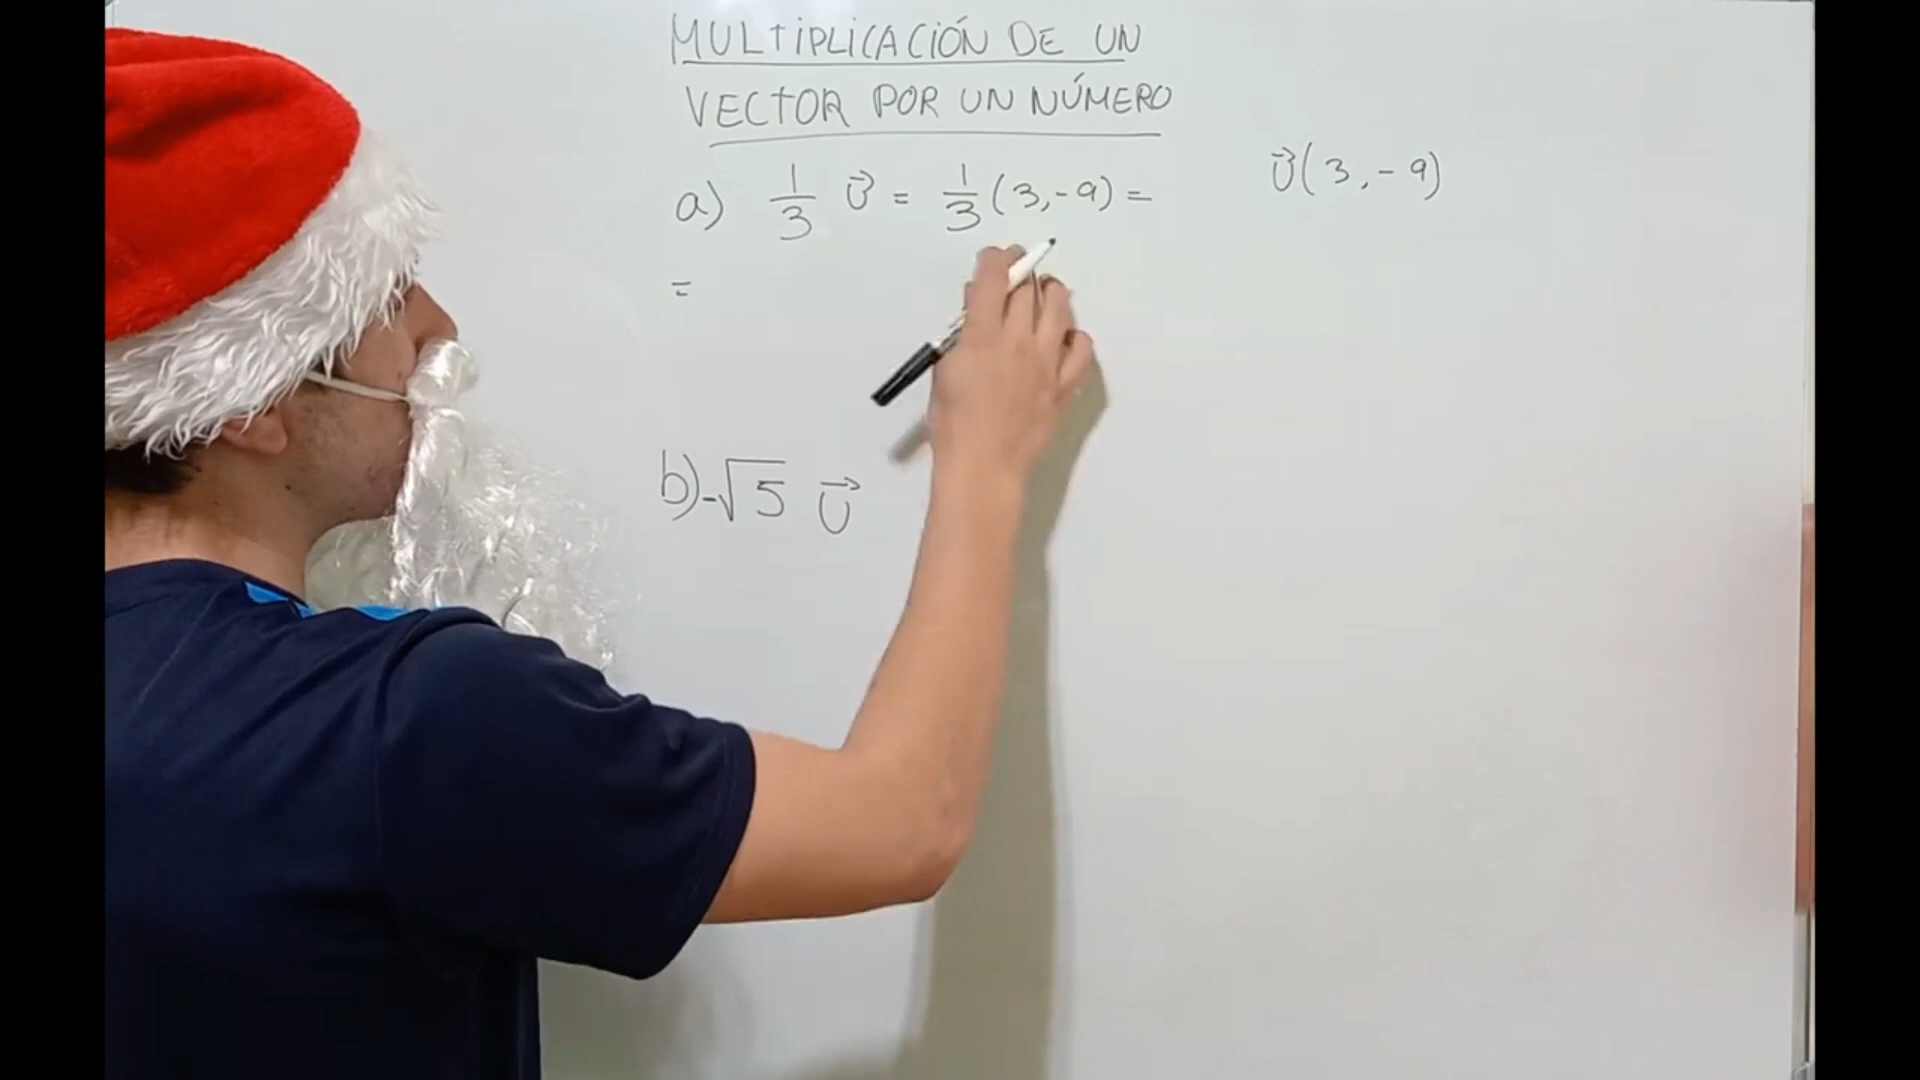 MULTIPLICACIÓN DE UN
VECTOR POR UN NÚMERO
a) 1/3 U⃗ = 1/3 (3,-9) =
U⃗(3,-9)
=
b) -√5 U⃗